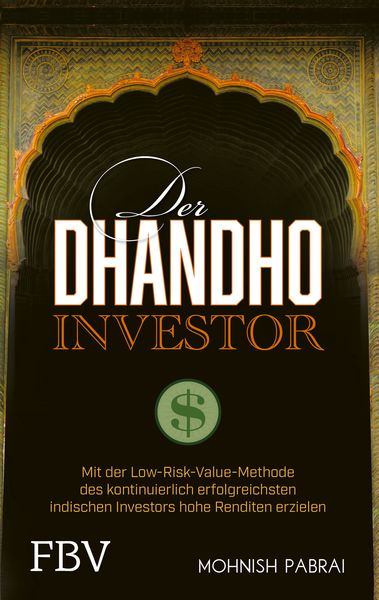 Der
DHANDHO
INVESTOR
$
Mit der Low-Risk-Value-Methode
des kontinuierlich erfolgreichsten
indischen Investors hohe Renditen erzielen
FBV
MOHNISH PABRAI